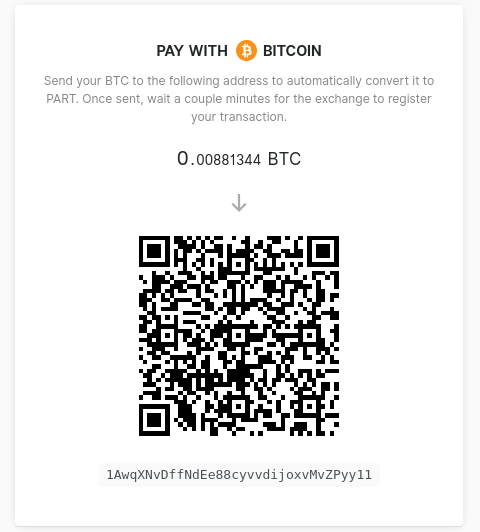 PAY WITH BITCOIN
Send your BTC to the following address to automatically convert it to
PART. Once sent, wait a couple minutes for the exchange to register
your transaction.
0.00881344 BTC
1AwqXNvDffNdEe88cyvvdijoxvMvZPyy11